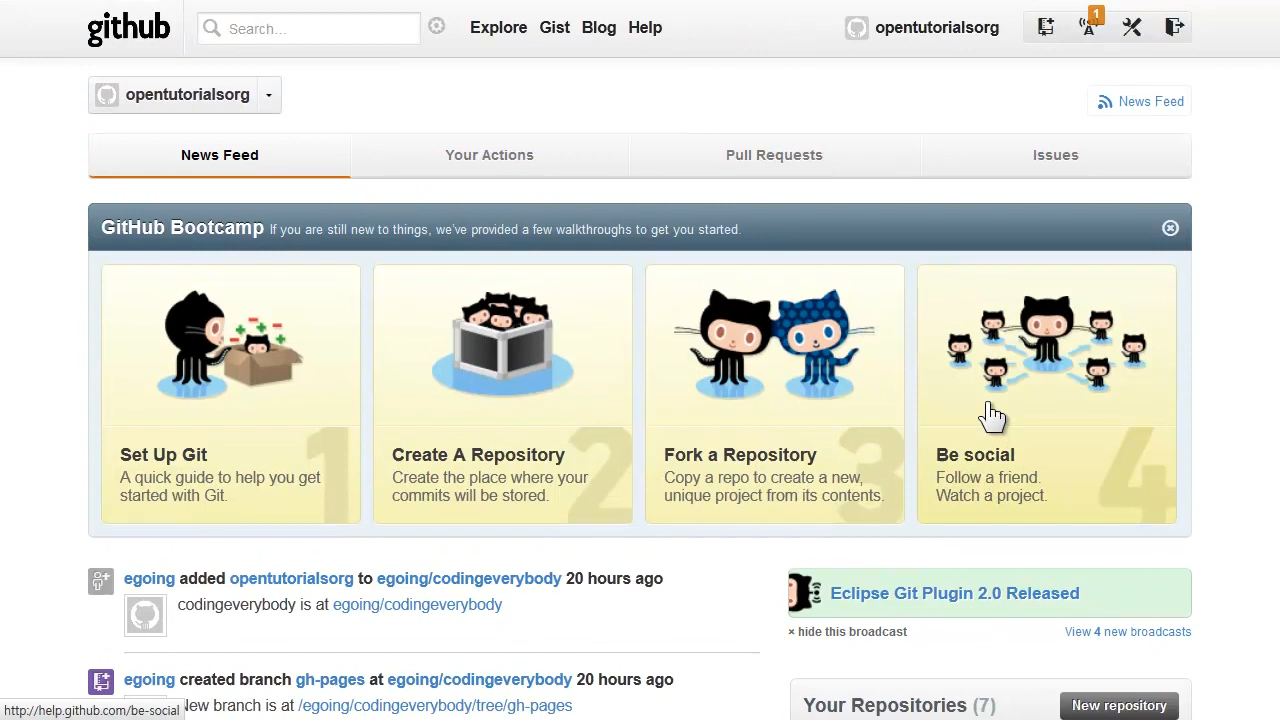 github
Search...
Explore Gist Blog Help
opentutorialsorg
1
opentutorialsorg
News Feed
News Feed
Your Actions
Pull Requests
Issues
GitHub Bootcamp If you are still new to things, we've provided a few walkthroughs to get you started.
1
Set Up Git
A quick guide to help you get
started with Git.
2
Create A Repository
Create the place where your
commits will be stored.
3
Fork a Repository
Copy a repo to create a new,
unique project from its contents.
4
Be social
Follow a friend.
Watch a project.
egoing added opentutorialsorg to egoing/codingeverybody 20 hours ago
codingeverybody is at egoing/codingeverybody
egoing created branch gh-pages at egoing/codingeverybody 20 hours ago
New branch is at /egoing/codingeverybody/tree/gh-pages
Eclipse Git Plugin 2.0 Released
× hide this broadcast
View 4 new broadcasts
Your Repositories (7)
New repository
http://help.github.com/be-social